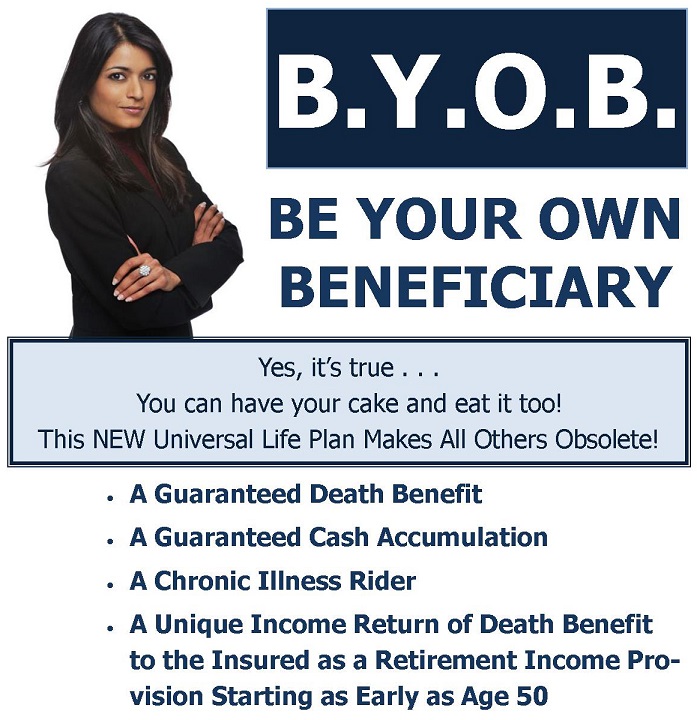 B.Y.O.B.
BE YOUR OWN
BENEFICIARY
Yes, it's true . . .
You can have your cake and eat it too!
This NEW Universal Life Plan Makes All Others Obsolete!
• A Guaranteed Death Benefit
• A Guaranteed Cash Accumulation
• A Chronic Illness Rider
• A Unique Income Return of Death Benefit
to the Insured as a Retirement Income Pro-
vision Starting as Early as Age 50